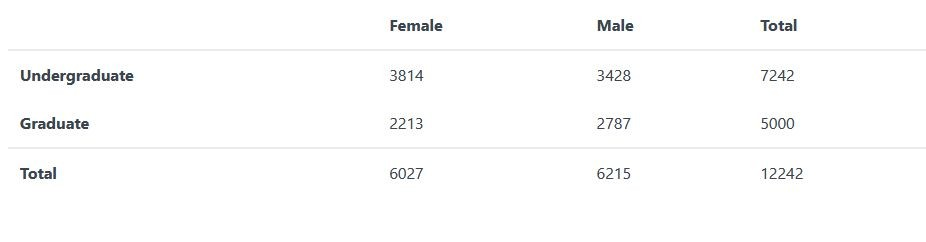 Female Male Total
Undergraduate 3814 3428 7242
Graduate 2213 2787 5000
Total 6027 6215 12242